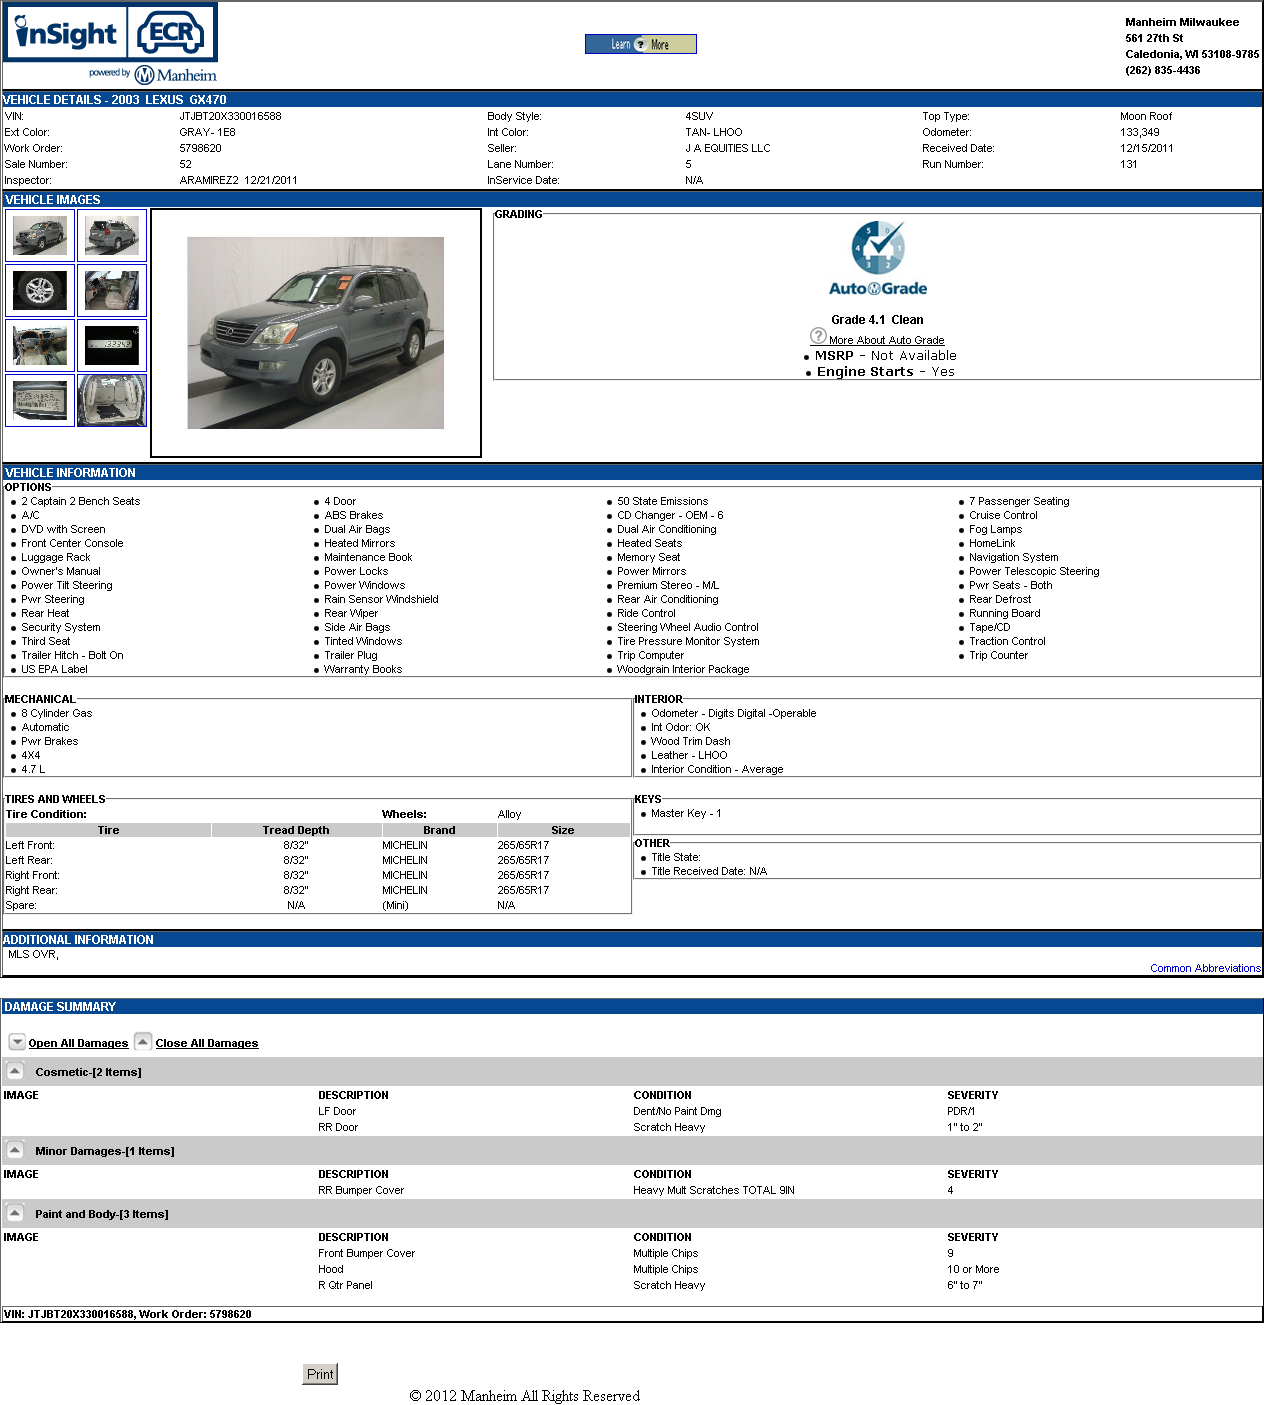 inSight ECR
powered by Manheim
Learn ? More
Manheim Milwaukee
561 27th St
Caledonia, WI 53108-9785
(262) 835-4436
VEHICLE DETAILS - 2003 LEXUS GX470
VIN: JTJBT20X330016588 Body Style: 4SUV Top Type: Moon Roof
Ext Color: GRAY- 1E8 Int Color: TAN- LHOO Odometer: 133,349
Work Order: 5798620 Seller: J A EQUITIES LLC Received Date: 12/15/2011
Sale Number: 52 Lane Number: 5 Run Number: 131
Inspector: ARAMIREZ2 12/21/2011 InService Date: N/A
VEHICLE IMAGES
GRADING
5 0 4 1 3 2
AutoGrade
Grade 4.1 Clean
? More About Auto Grade
• MSRP - Not Available
• Engine Starts - Yes
VEHICLE INFORMATION
OPTIONS
• 2 Captain 2 Bench Seats • 4 Door • 50 State Emissions • 7 Passenger Seating
• A/C • ABS Brakes • CD Changer - OEM - 6 • Cruise Control
• DVD with Screen • Dual Air Bags • Dual Air Conditioning • Fog Lamps
• Front Center Console • Heated Mirrors • Heated Seats • HomeLink
• Luggage Rack • Maintenance Book • Memory Seat • Navigation System
• Owner's Manual • Power Locks • Power Mirrors • Power Telescopic Steering
• Power Tilt Steering • Power Windows • Premium Stereo - M/L • Pwr Seats - Both
• Pwr Steering • Rain Sensor Windshield • Rear Air Conditioning • Rear Defrost
• Rear Heat • Rear Wiper • Ride Control • Running Board
• Security System • Side Air Bags • Steering Wheel Audio Control • Tape/CD
• Third Seat • Tinted Windows • Tire Pressure Monitor System • Traction Control
• Trailer Hitch - Bolt On • Trailer Plug • Trip Computer • Trip Counter
• US EPA Label • Warranty Books • Woodgrain Interior Package
MECHANICAL
• 8 Cylinder Gas
• Automatic
• Pwr Brakes
• 4X4
• 4.7 L
INTERIOR
• Odometer - Digits Digital -Operable
• Int Odor: OK
• Wood Trim Dash
• Leather - LHOO
• Interior Condition - Average
TIRES AND WHEELS
Tire Condition: Wheels: Alloy
Tire Tread Depth Brand Size
Left Front: 8/32" MICHELIN 265/65R17
Left Rear: 8/32" MICHELIN 265/65R17
Right Front: 8/32" MICHELIN 265/65R17
Right Rear: 8/32" MICHELIN 265/65R17
Spare: N/A (Mini) N/A
KEYS
• Master Key - 1
OTHER
• Title State:
• Title Received Date: N/A
ADDITIONAL INFORMATION
MLS OVR,
Common Abbreviations
DAMAGE SUMMARY
Open All Damages Close All Damages
Cosmetic-[2 Items]
IMAGE DESCRIPTION CONDITION SEVERITY
LF Door Dent/No Paint Dmg PDR/1
RR Door Scratch Heavy 1" to 2"
Minor Damages-[1 Items]
IMAGE DESCRIPTION CONDITION SEVERITY
RR Bumper Cover Heavy Mult Scratches TOTAL 9IN 4
Paint and Body-[3 Items]
IMAGE DESCRIPTION CONDITION SEVERITY
Front Bumper Cover Multiple Chips 9
Hood Multiple Chips 10 or More
R Qtr Panel Scratch Heavy 6" to 7"
VIN: JTJBT20X330016588, Work Order: 5798620
Print
© 2012 Manheim All Rights Reserved